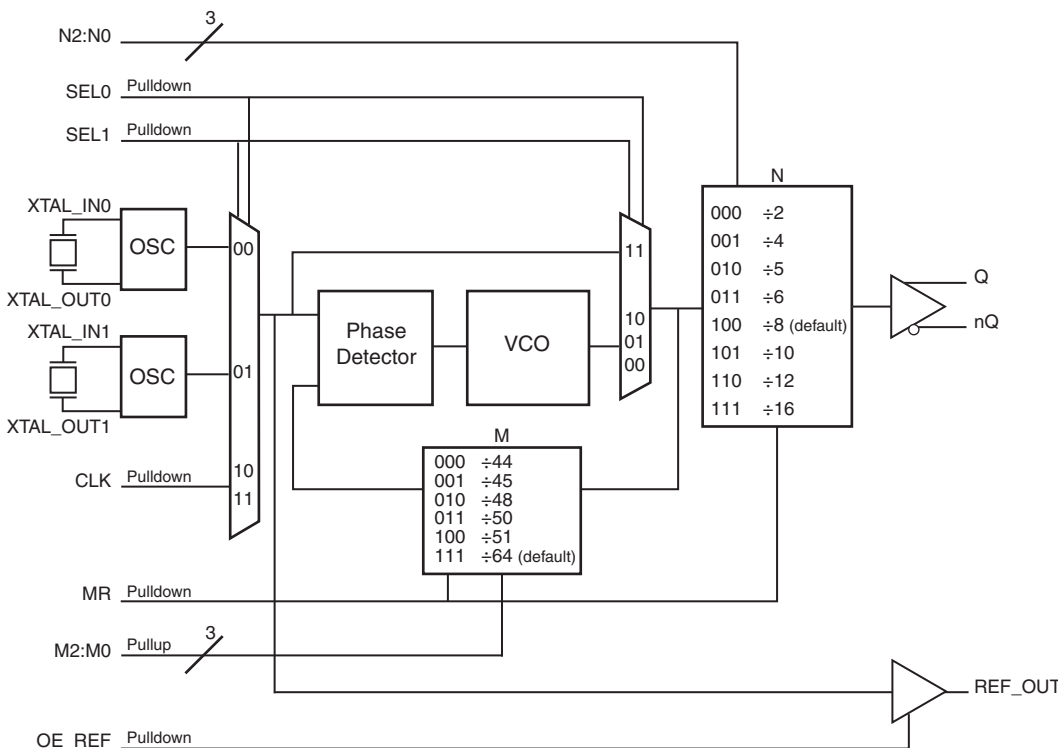 3
N2:N0
SEL0 Pulldown
SEL1 Pulldown
XTAL_IN0
OSC
XTAL_OUT0
XTAL_IN1
OSC
XTAL_OUT1
CLK Pulldown
00
01
10
11
Phase
Detector
VCO
11
10
01
00
N
000 ÷2
001 ÷4
010 ÷5
011 ÷6
100 ÷8 (default)
101 ÷10
110 ÷12
111 ÷16
Q
nQ
M
000 ÷44
001 ÷45
010 ÷48
011 ÷50
100 ÷51
111 ÷64 (default)
MR Pulldown
3
M2:M0 Pullup
REF_OUT
OE_REF Pulldown